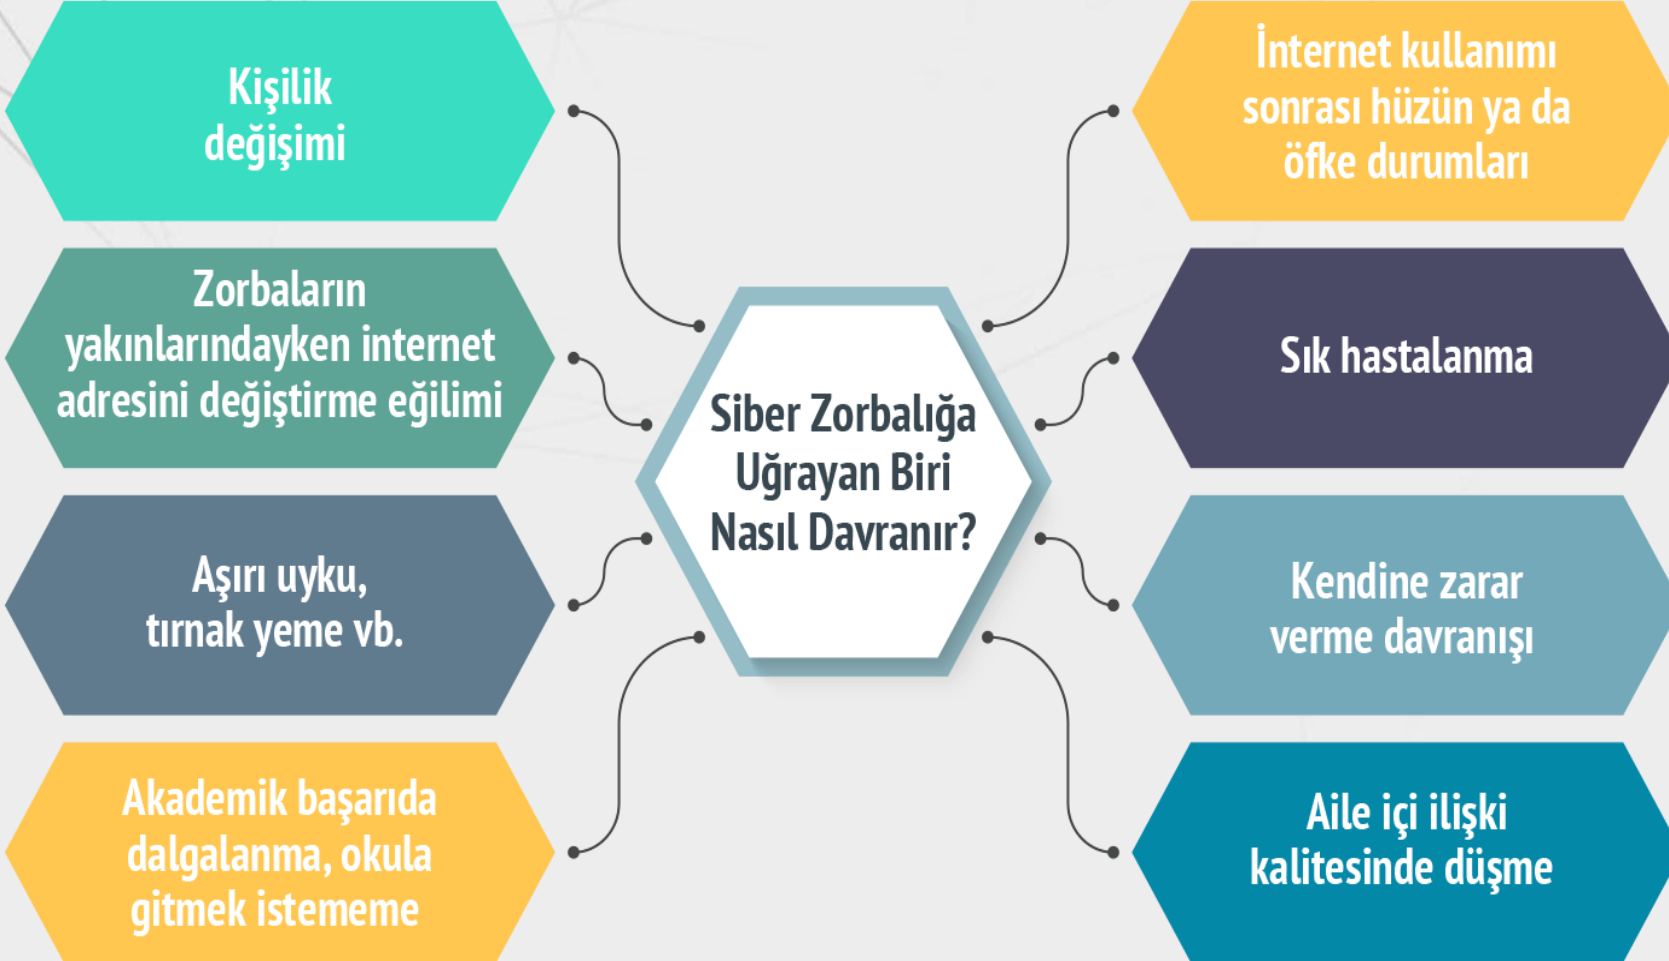 Kişilik
değişimi
Zorbaların
yakınlarındayken internet
adresini değiştirme eğilimi
Aşırı uyku,
tırnak yeme vb.
Akademik başarıda
dalgalanma, okula
gitmek istememe
Siber Zorbalığa
Uğrayan Biri
Nasıl Davranır?
İnternet kullanımı
sonrası hüzün ya da
öfke durumları
Sık hastalanma
Kendine zarar
verme davranışı
Aile içi ilişki
kalitesinde düşme